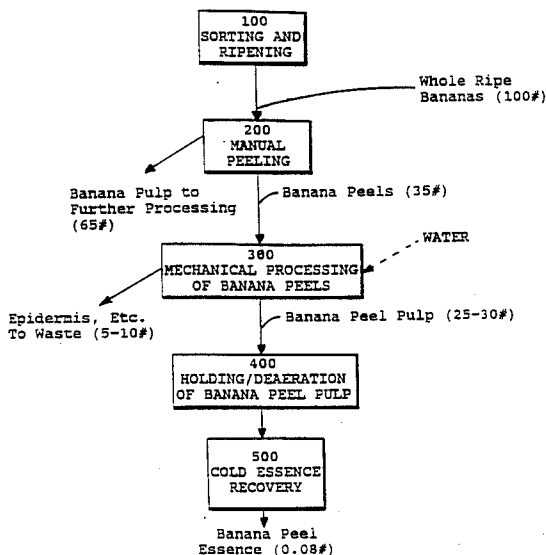 100
SORTING AND
RIPENING
Whole Ripe
Bananas (100#)
200
MANUAL
PEELING
Banana Pulp to
Further Processing
(65#)
Banana Peels (35#)
WATER
300
MECHANICAL PROCESSING
OF BANANA PEELS
Epidermis, Etc.
To Waste (5-10#)
Banana Peel Pulp (25-30#)
400
HOLDING/DEAERATION
OF BANANA PEEL PULP
500
COLD ESSENCE
RECOVERY
Banana Peel
Essence (0.08#)